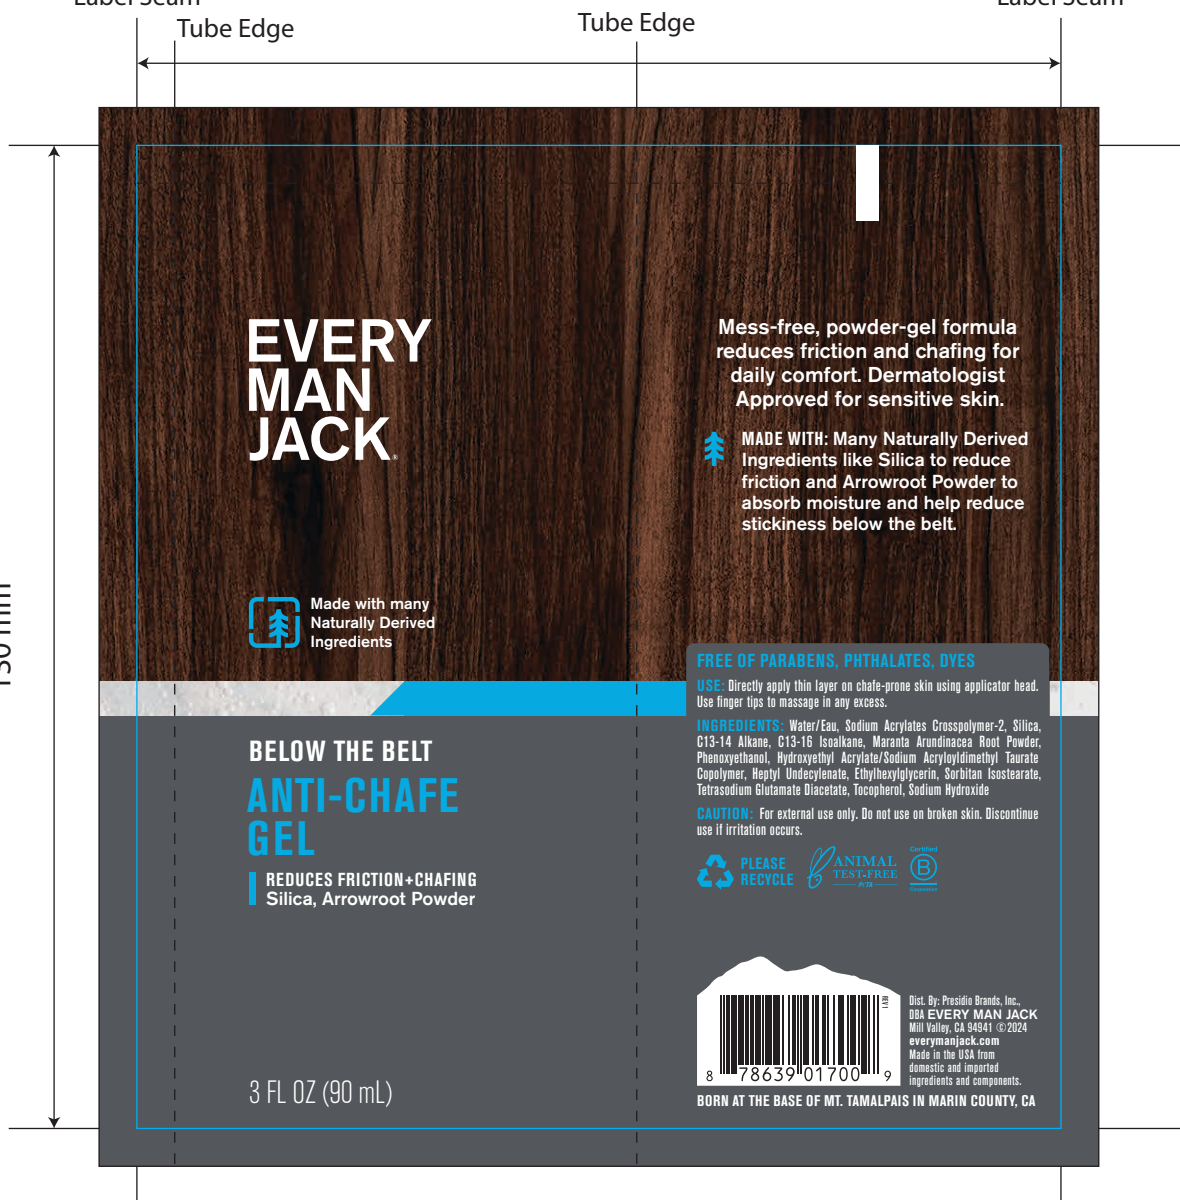 Label Seam
Tube Edge
Tube Edge
Label Seam
130 mm
EVERY
MAN
JACK®
Made with many
Naturally Derived
Ingredients
BELOW THE BELT
ANTI-CHAFE
GEL
REDUCES FRICTION+CHAFING
Silica, Arrowroot Powder
3 FL OZ (90 mL)
Mess-free, powder-gel formula
reduces friction and chafing for
daily comfort. Dermatologist
Approved for sensitive skin.
MADE WITH: Many Naturally Derived
Ingredients like Silica to reduce
friction and Arrowroot Powder to
absorb moisture and help reduce
stickiness below the belt.
FREE OF PARABENS, PHTHALATES, DYES
USE: Directly apply thin layer on chafe-prone skin using applicator head.
Use finger tips to massage in any excess.
INGREDIENTS: Water/Eau, Sodium Acrylates Crosspolymer-2, Silica,
C13-14 Alkane, C13-16 Isoalkane, Maranta Arundinacea Root Powder,
Phenoxyethanol, Hydroxyethyl Acrylate/Sodium Acryloyldimethyl Taurate
Copolymer, Heptyl Undecylenate, Ethylhexylglycerin, Sorbitan Isostearate,
Tetrasodium Glutamate Diacetate, Tocopherol, Sodium Hydroxide
CAUTION: For external use only. Do not use on broken skin. Discontinue
use if irritation occurs.
PLEASE
RECYCLE
ANIMAL
TEST-FREE
PETA
Certified
B
Corporation
REV1
8 78639 01700 9
Dist. By: Presidio Brands, Inc.,
DBA EVERY MAN JACK
Mill Valley, CA 94941 ©2024
everymanjack.com
Made in the USA from
domestic and imported
ingredients and components.
BORN AT THE BASE OF MT. TAMALPAIS IN MARIN COUNTY, CA